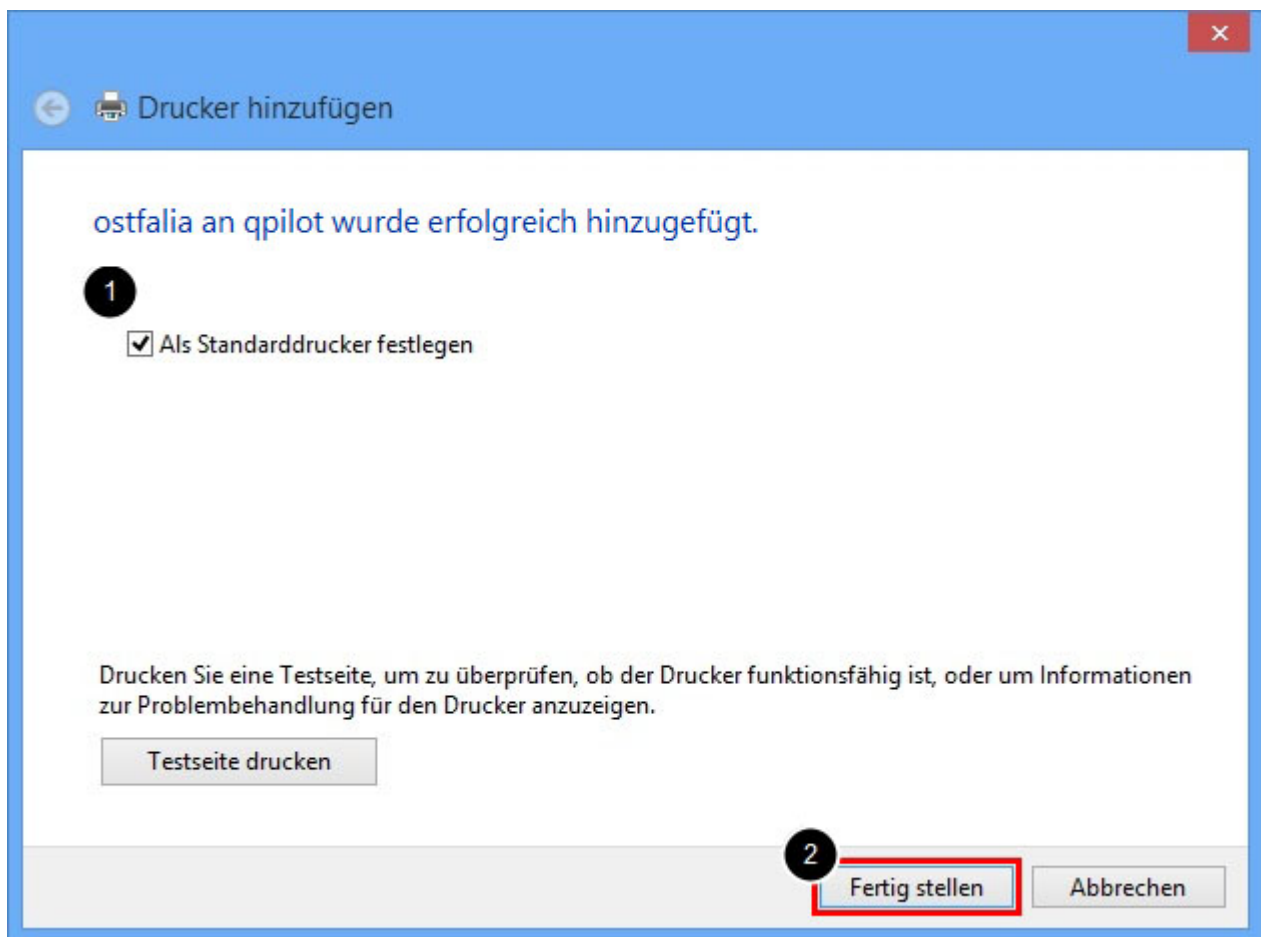 Drucker hinzufügen
ostfalia an qpilot wurde erfolgreich hinzugefügt.
1
Als Standarddrucker festlegen
Drucken Sie eine Testseite, um zu überprüfen, ob der Drucker funktionsfähig ist, oder um Informationen
zur Problembehandlung für den Drucker anzuzeigen.
Testseite drucken
2
Fertig stellen
Abbrechen